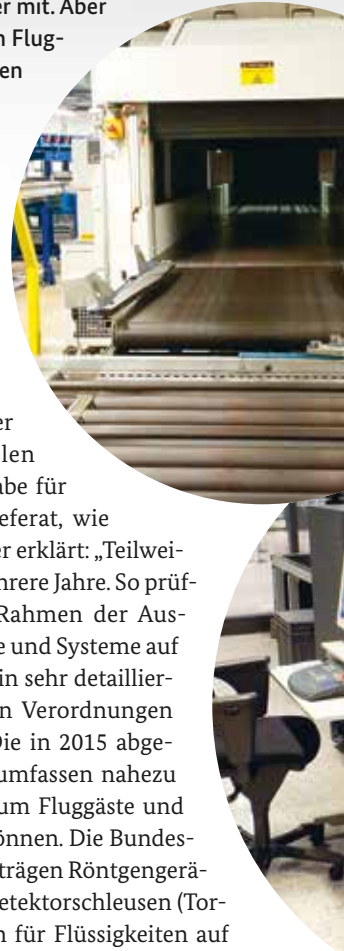 er mit. Aber
n Flug-
en
er
len
abe für
eferat, wie
er erklärt: „Teilwei-
hrere Jahre. So prüf-
Rahmen der Aus-
e und Systeme auf
in sehr detaillier-
n Verordnungen
Die in 2015 abge-
umfassen nahezu
um Fluggäste und
önnen. Die Bundes-
trägen Röntgengerä-
etektorschleusen (Tor-
n für Flüssigkeiten auf